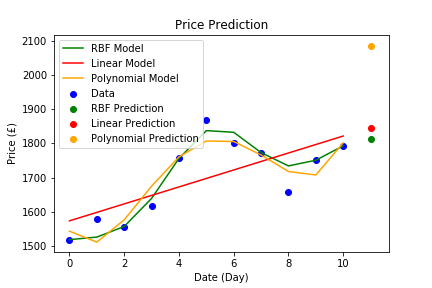 Price Prediction
2100
2000
1900
1800
1700
1600
1500
Price (£)
RBF Model
Linear Model
Polynomial Model
Data
RBF Prediction
Linear Prediction
Polynomial Prediction
0
2
4
6
8
10
Date (Day)